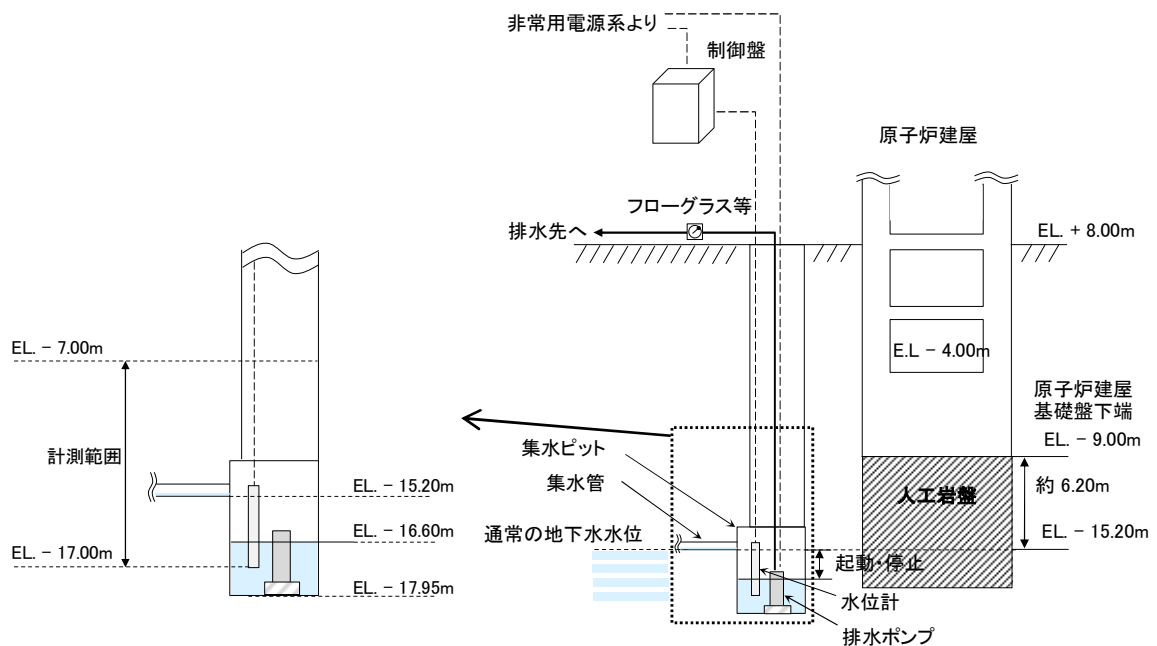 非常用電源系より
制御盤
原子炉建屋
フローグラス等
排水先へ
EL. + 8.00m
EL. − 7.00m
E.L − 4.00m
原子炉建屋
基礎盤下端
EL. − 9.00m
計測範囲
集水ピット
集水管
人工岩盤
約 6.20m
EL. − 15.20m
通常の地下水水位
EL. − 15.20m
EL. − 16.60m
EL. − 17.00m
起動・停止
EL. − 17.95m
水位計
排水ポンプ